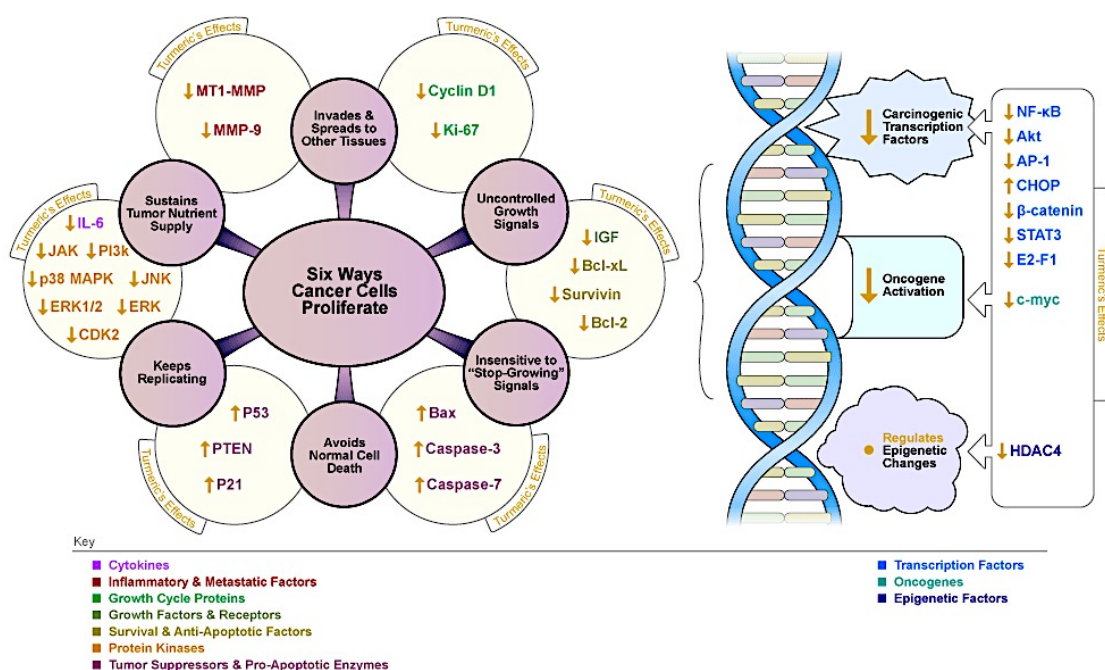 Turmeric's Effects
↓MT1-MMP
↓MMP-9
Turmeric's Effects
↓Cyclin D1
↓Ki-67
Invades &
Spreads to
Other Tissues
Sustains
Tumor Nutrient
Supply
Uncontrolled
Growth
Signals
Turmeric's Effects
↓IL-6
↓JAK ↓PI3k
↓p38 MAPK ↓JNK
↓ERK1/2 ↓ERK
↓CDK2
Turmeric's Effects
↓IGF
↓Bcl-xL
↓Survivin
↓Bcl-2
Six Ways
Cancer Cells
Proliferate
Keeps
Replicating
Insensitive to
"Stop-Growing"
Signals
Avoids
Normal Cell
Death
↑P53
↑PTEN
↑P21
Turmeric's Effects
↑Bax
↑Caspase-3
↑Caspase-7
Turmeric's Effects
↓Carcinogenic
Transcription
Factors
↓Oncogene
Activation
Regulates
Epigenetic
Changes
↓NF-κB
↓Akt
↓AP-1
↑CHOP
↓β-catenin
↓STAT3
↓E2-F1
↓c-myc
↓HDAC4
Turmeric's Effects
Key
Cytokines
Inflammatory & Metastatic Factors
Growth Cycle Proteins
Growth Factors & Receptors
Survival & Anti-Apoptotic Factors
Protein Kinases
Tumor Suppressors & Pro-Apoptotic Enzymes
Transcription Factors
Oncogenes
Epigenetic Factors